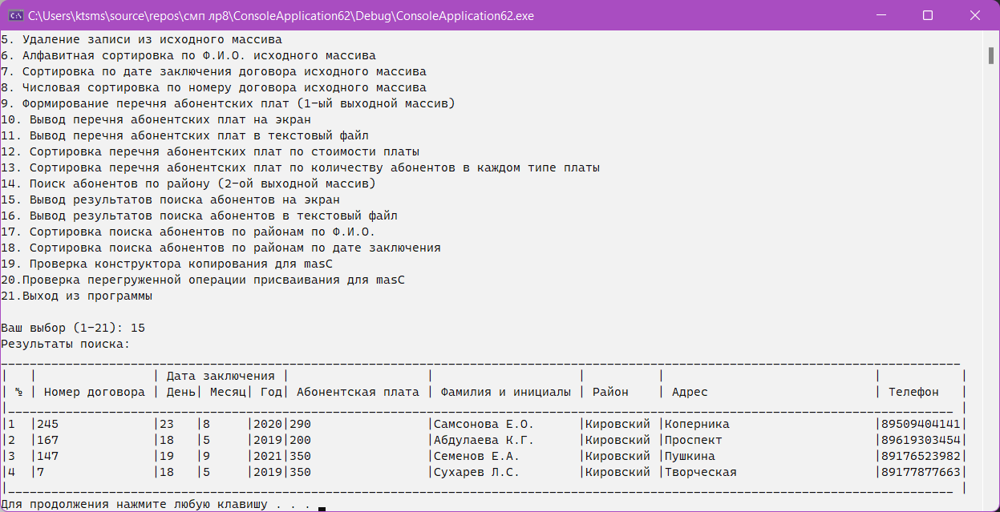 C:\Users\ktsms\source\repos\смп лр8\ConsoleApplication62\Debug\ConsoleApplication62.exe
5. Удаление записи из исходного массива
6. Алфавитная сортировка по Ф.И.О. исходного массива
7. Сортировка по дате заключения договора исходного массива
8. Числовая сортировка по номеру договора исходного массива
9. Формирование перечня абонентских плат (1-ый выходной массив)
10. Вывод перечня абонентских плат на экран
11. Вывод перечня абонентских плат в текстовый файл
12. Сортировка перечня абонентских плат по стоимости платы
13. Сортировка перечня абонентских плат по количеству абонентов в каждом типе платы
14. Поиск абонентов по району (2-ой выходной массив)
15. Вывод результатов поиска абонентов на экран
16. Вывод результатов поиска абонентов в текстовый файл
17. Сортировка поиска абонентов по районам по Ф.И.О.
18. Сортировка поиска абонентов по районам по дате заключения
19. Проверка конструктора копирования для masC
20.Проверка перегруженной операции присваивания для masC
21.Выход из программы
Ваш выбор (1-21): 15
Результаты поиска:
| | | Дата заключения | | | | | |
| № | Номер договора | День| Месяц| Год| Абонентская плата | Фамилия и инициалы | Район | Адрес | Телефон |
|1 |245 |23 |8 |2020|290 |Самсонова Е.О. |Кировский |Коперника |89509404141|
|2 |167 |18 |5 |2019|200 |Абдулаева К.Г. |Кировский |Проспект |89619303454|
|3 |147 |19 |9 |2021|350 |Семенов Е.А. |Кировский |Пушкина |89176523982|
|4 |7 |18 |5 |2019|350 |Сухарев Л.С. |Кировский |Творческая |89177877663|
Для продолжения нажмите любую клавишу . . .